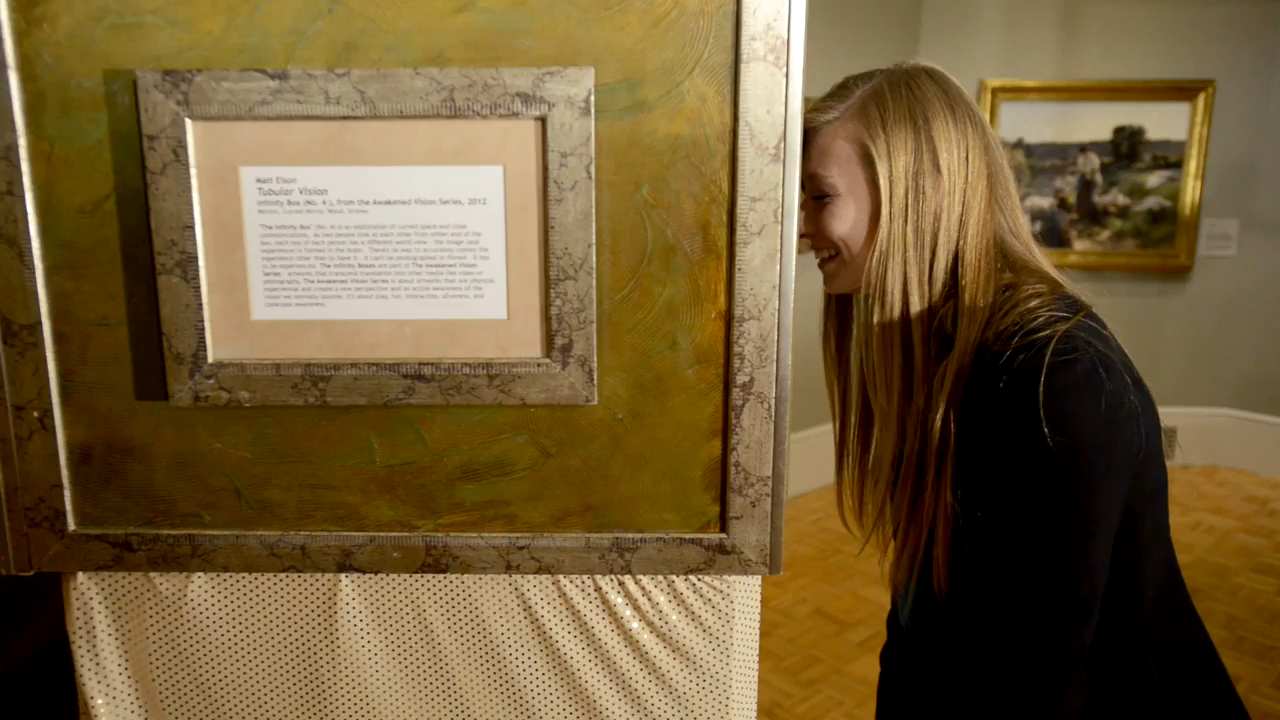 Matt Elson
Tubular Vision
Infinity Box (No. 4 ), from the Awakened Vision Series, 2012
Mirrors, Curved Mirror, Wood, Screws
"The Infinity Box" (No. 4) is an exploration of curved space and close
communications. As two people look at each other from either end of the
box, each eye of each person has a different world view - the image (and
experience) is formed in the brain. There's no way to accurately convey the
experience other than to have it - it can't be photographed or filmed - it has
to be experienced. The Infinity Boxes are part of The Awakened Vision
Series - artworks that transcend translation into other media like video or
photography. The Awakened Vision Series is about artworks that are physical,
experiential and create a new perspective and an active awareness of the
vision we normally assume. It's about play, fun, interaction, aliveness, and
conscious awareness.